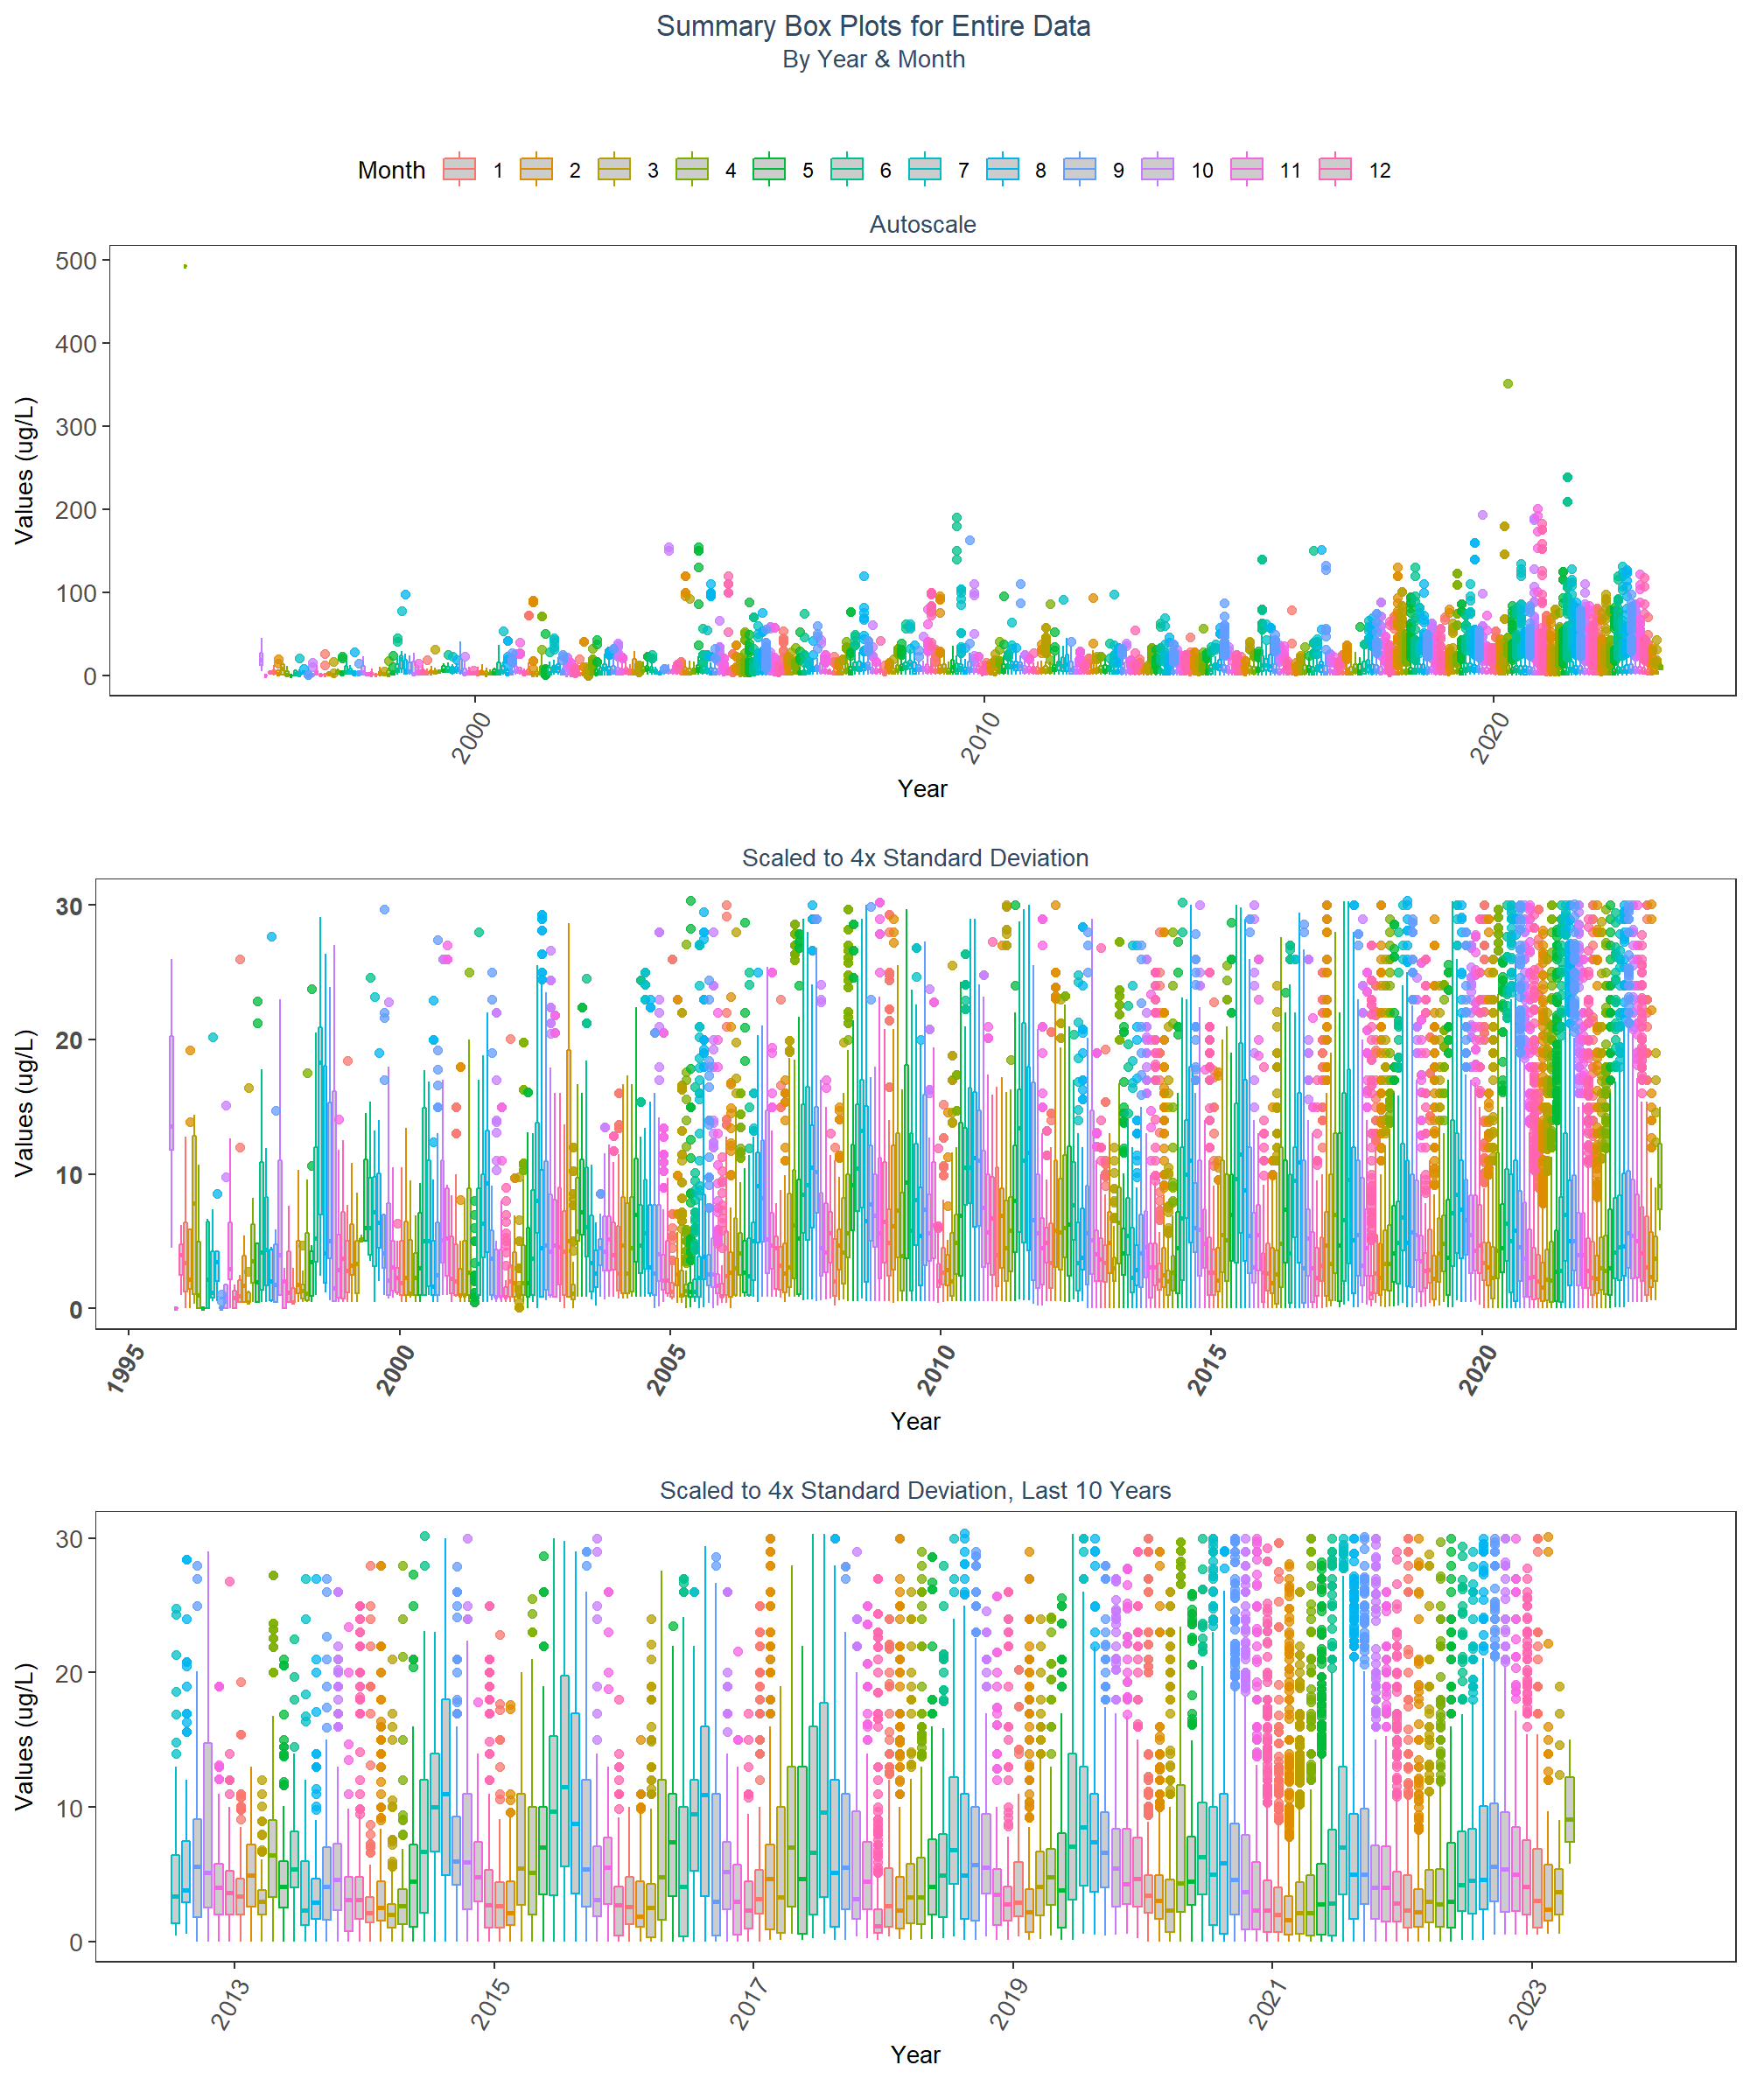 Summary Box Plots for Entire Data
By Year & Month
Month 1 2 3 4 5 6 7 8 9 10 11 12
Autoscale
Values (ug/L)
500
400
300
200
100
0
2000 2010 2020
Year
Scaled to 4x Standard Deviation
Values (ug/L)
30
20
10
0
1995 2000 2005 2010 2015 2020
Year
Scaled to 4x Standard Deviation, Last 10 Years
Values (ug/L)
30
20
10
0
2013 2015 2017 2019 2021 2023
Year